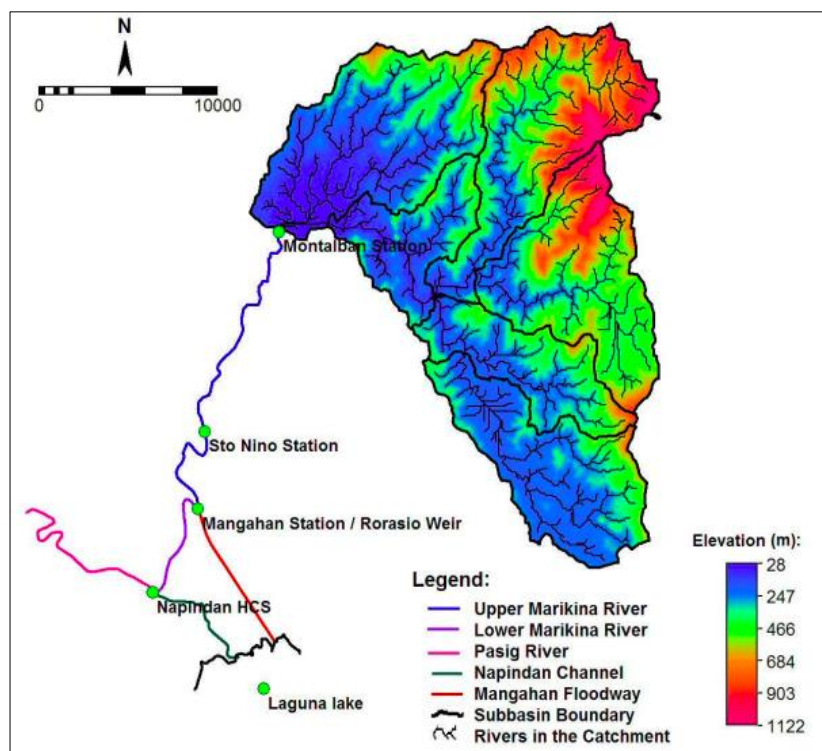 N
0 10000
Montalban Station
Sto Nino Station
Mangahan Station / Rorasio Weir
Napindan HCS
Laguna lake
Legend:
Upper Marikina River
Lower Marikina River
Pasig River
Napindan Channel
Mangahan Floodway
Subbasin Boundary
Rivers in the Catchment
Elevation (m):
28
247
466
684
903
1122